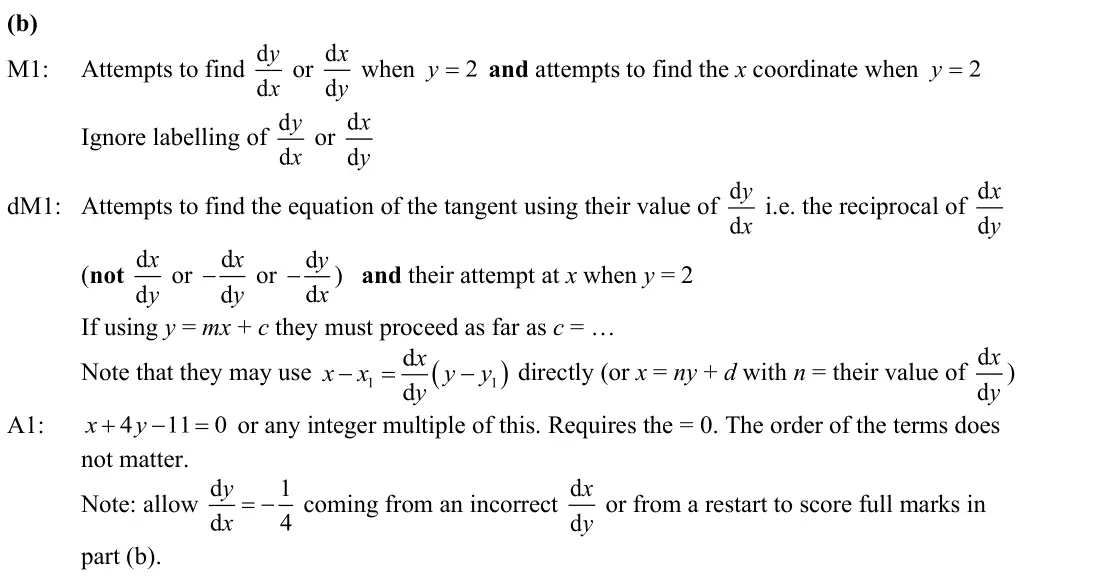 (b)
M1: Attempts to find dy/dx or dx/dy when y = 2 and attempts to find the x coordinate when y = 2
Ignore labelling of dy/dx or dx/dy
dM1: Attempts to find the equation of the tangent using their value of dy/dx i.e. the reciprocal of dx/dy
(not dx/dy or −dx/dy or −dy/dx) and their attempt at x when y = 2
If using y = mx + c they must proceed as far as c = …
Note that they may use x − x₁ = dx/dy (y − y₁) directly (or x = ny + d with n = their value of dx/dy)
A1: x + 4y − 11 = 0 or any integer multiple of this. Requires the = 0. The order of the terms does
not matter.
Note: allow dy/dx = −1/4 coming from an incorrect dx/dy or from a restart to score full marks in
part (b).